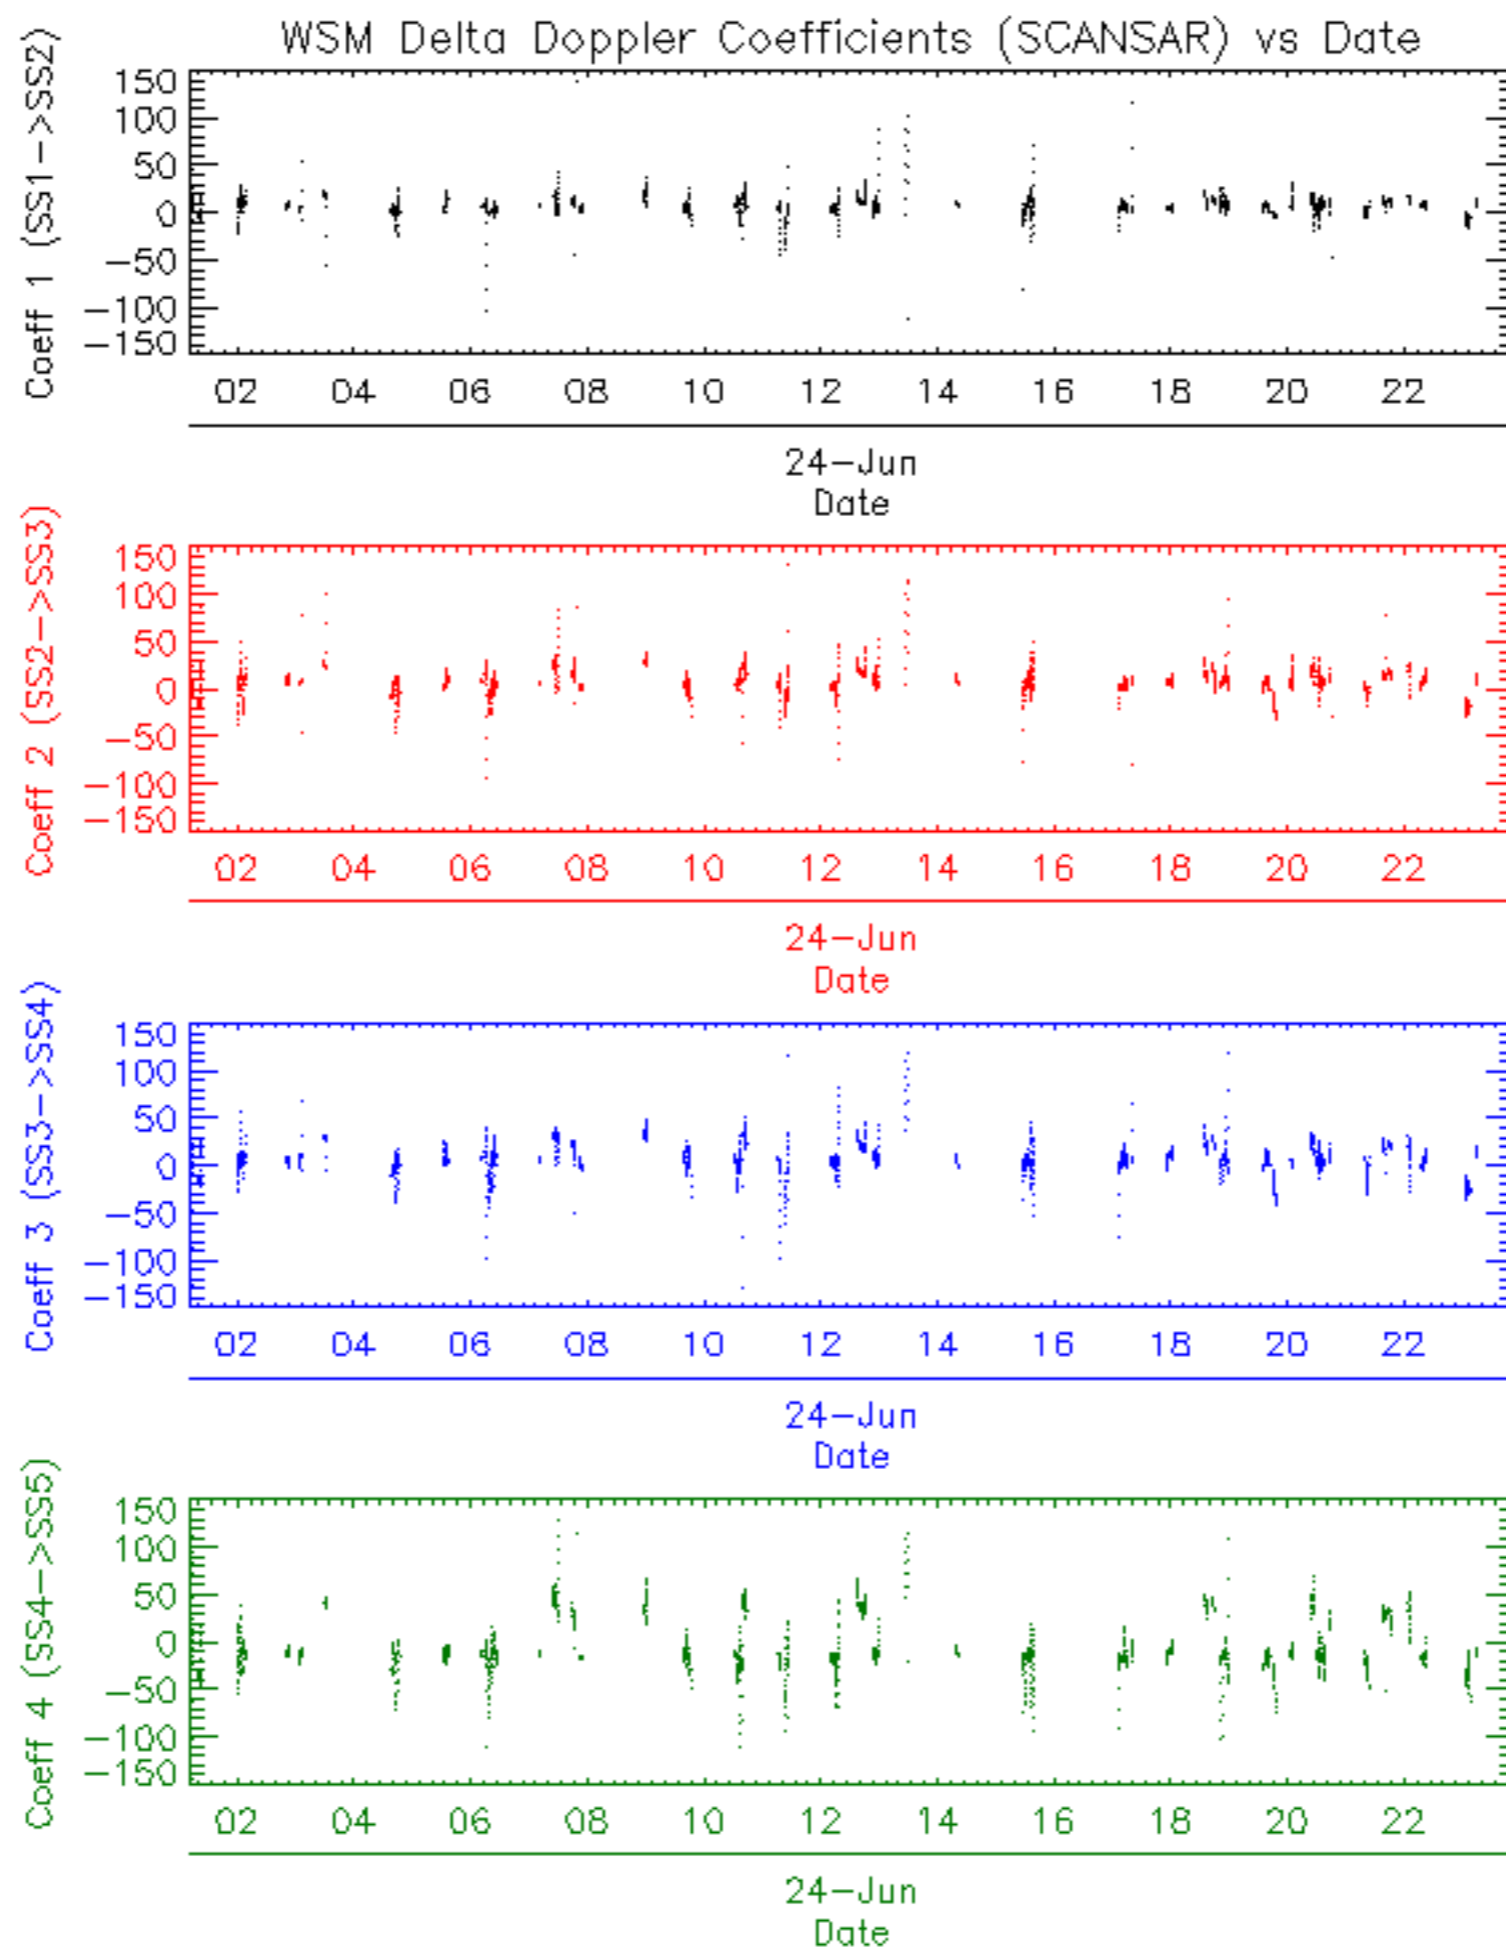 WSM Delta Doppler Coefficients (SCANSAR) vs Date
Coeff 1 (SS1->SS2)
150
100
50
0
-50
-100
-150
02 04 06 08 10 12 14 16 18 20 22
24-Jun
Date
Coeff 2 (SS2->SS3)
150
100
50
0
-50
-100
-150
02 04 06 08 10 12 14 16 18 20 22
24-Jun
Date
Coeff 3 (SS3->SS4)
150
100
50
0
-50
-100
-150
02 04 06 08 10 12 14 16 18 20 22
24-Jun
Date
Coeff 4 (SS4->SS5)
150
100
50
0
-50
-100
-150
02 04 06 08 10 12 14 16 18 20 22
24-Jun
Date